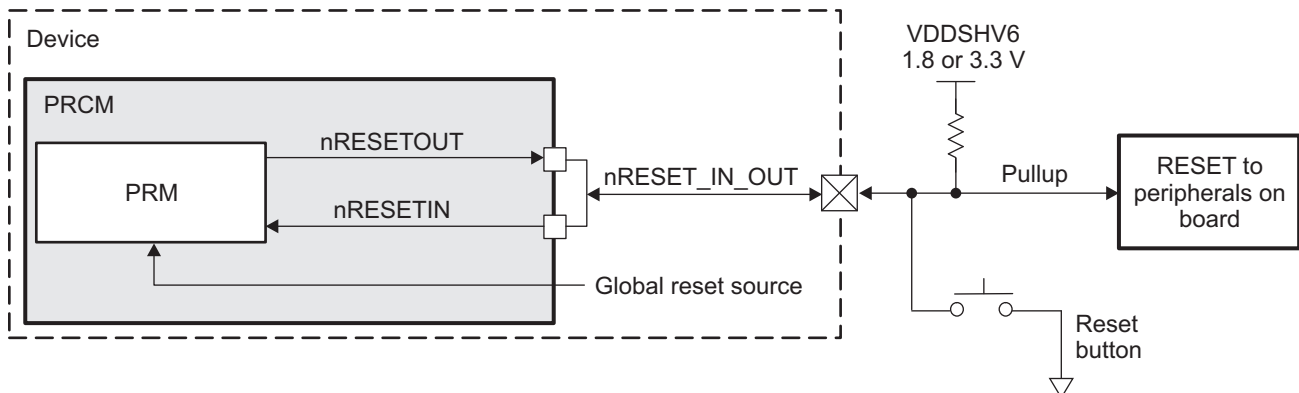 Device
PRCM
PRM
nRESETOUT
nRESETIN
Global reset source
nRESET_IN_OUT
VDDSHV6
1.8 or 3.3 V
Pullup
RESET to
peripherals on
board
Reset
button